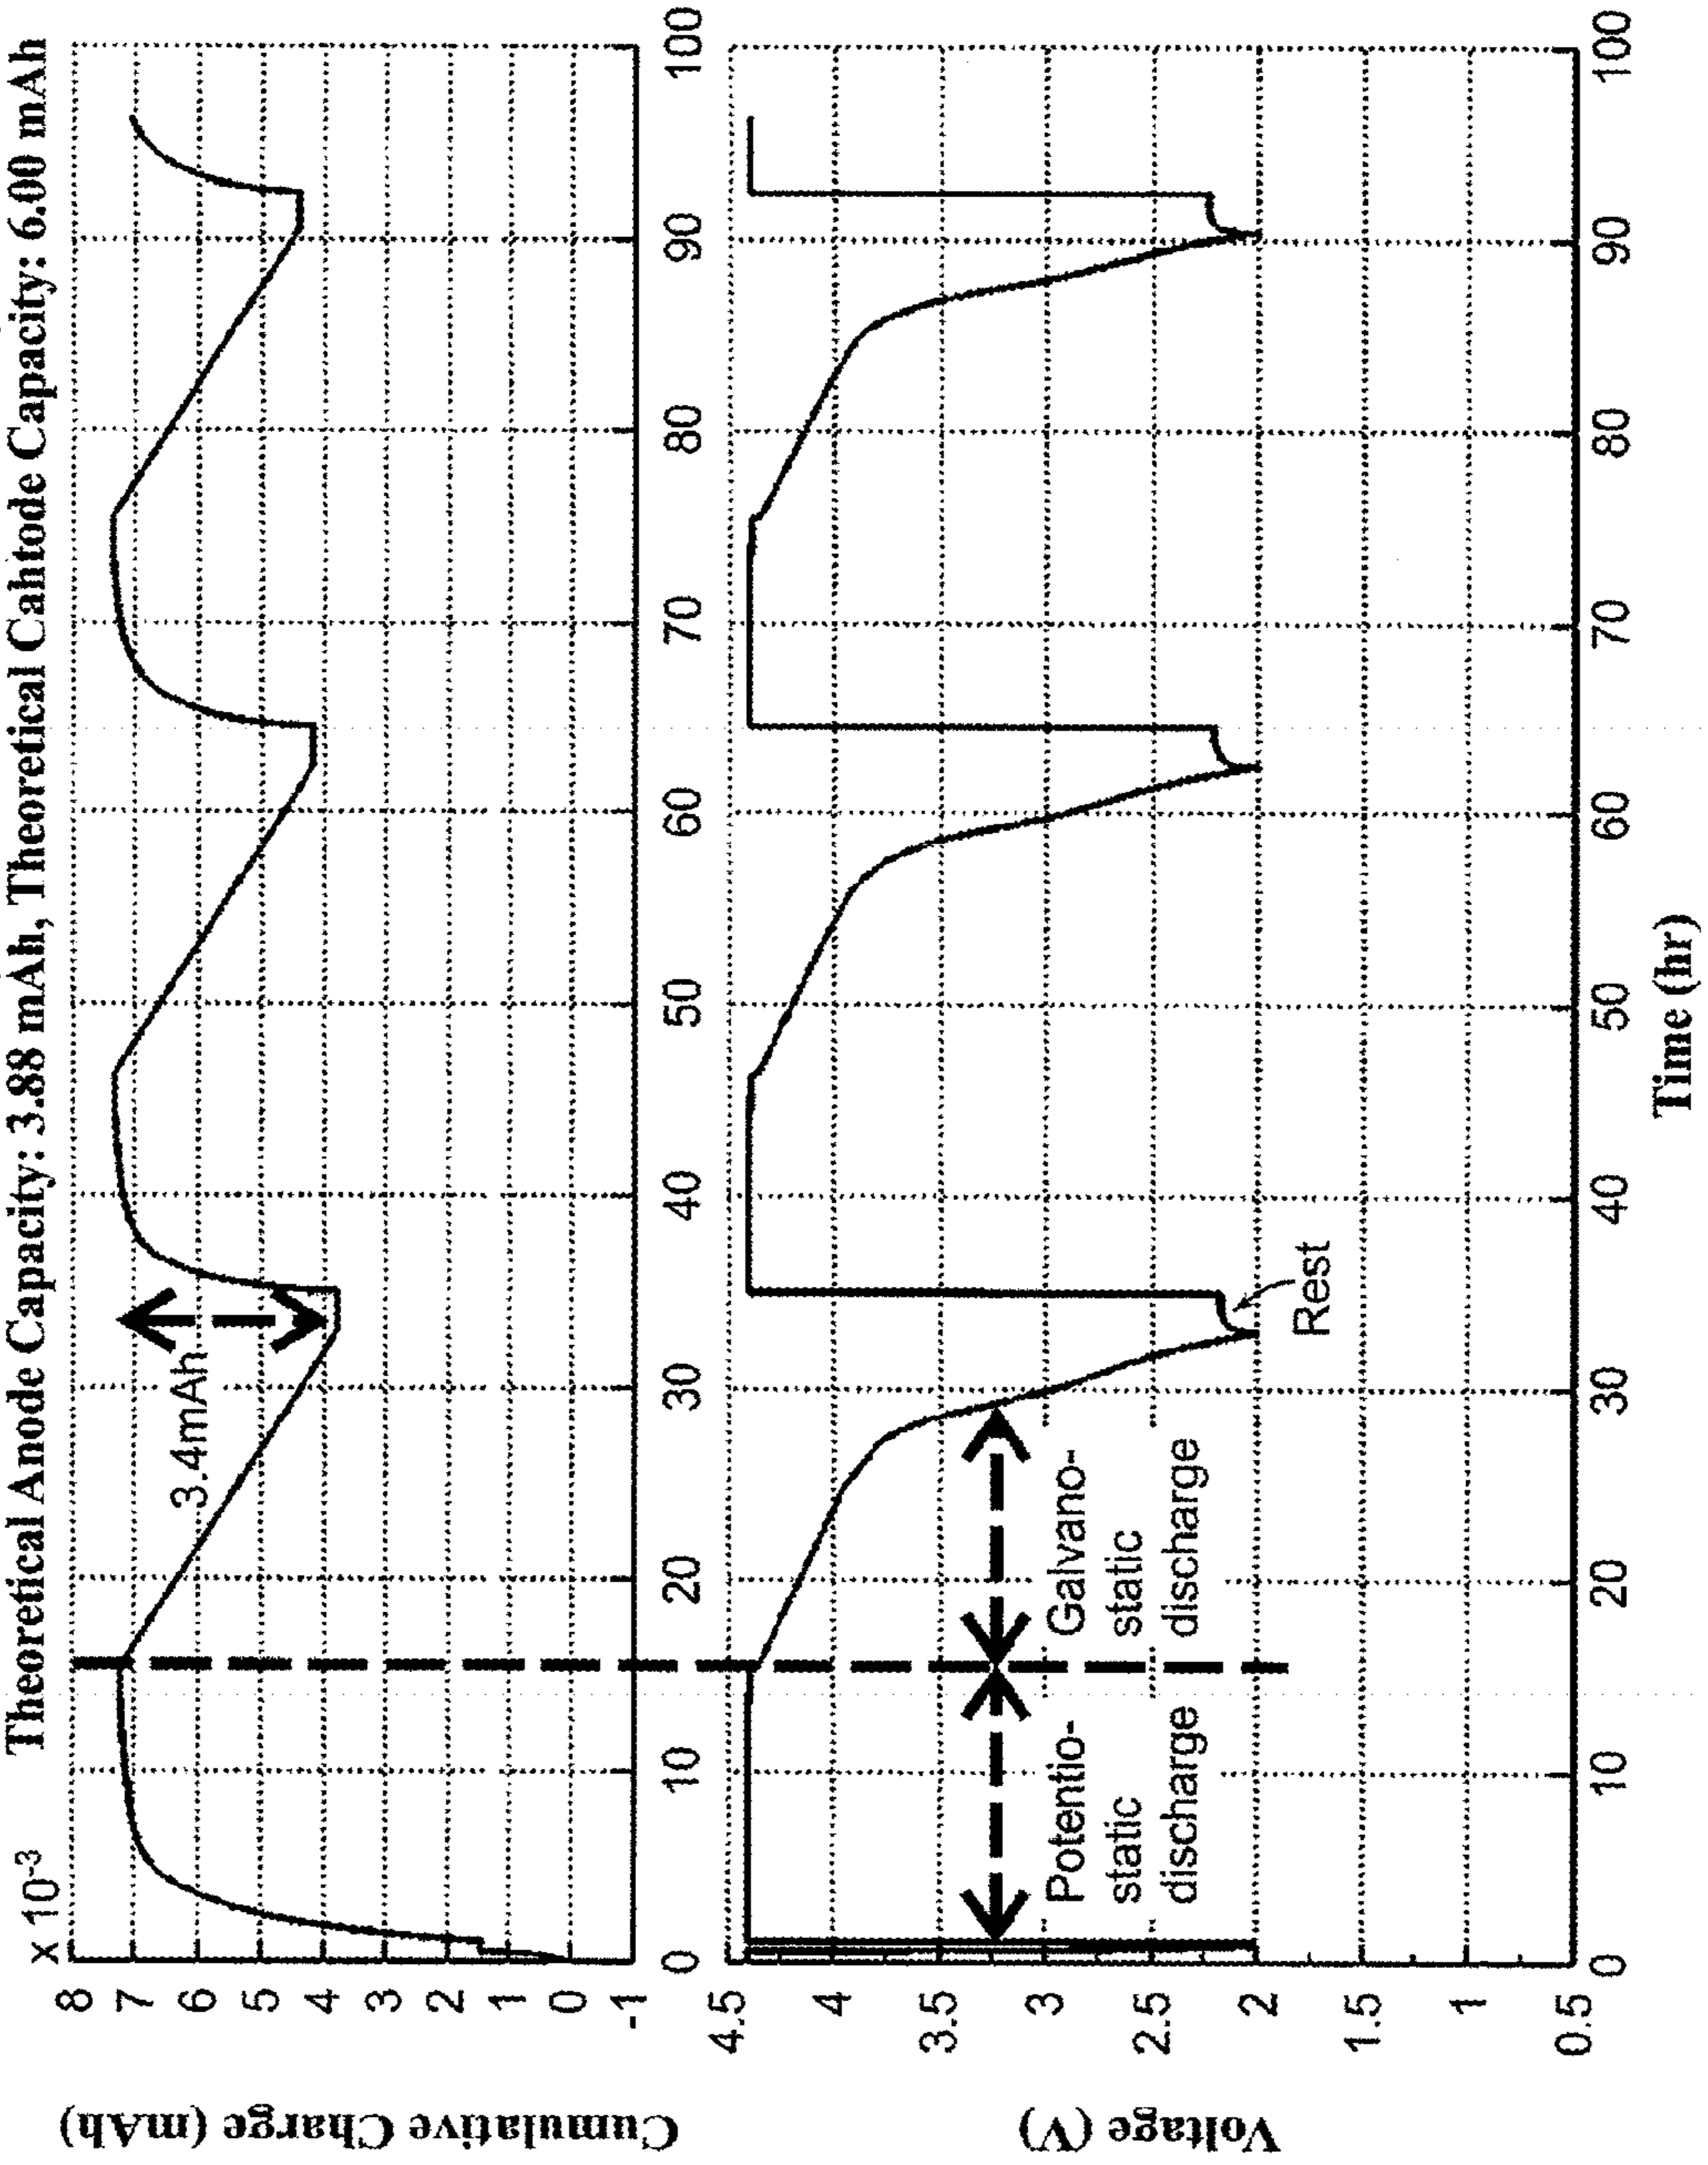 Theoretical Anode Capacity: 3.88 mAh, Theoretical Cahtode Capacity: 6.00 mAh
x 10-3
Cumulative Charge (mAh)
8
7
6
5
4
3
2
1
0
-1
3.4mAh
0 10 20 30 40 50 60 70 80 90 100
Voltage (V)
4.5
4
3.5
3
2.5
2
1.5
1
0.5
Potentio-
static
discharge
Galvano-
static
discharge
Rest
0 10 20 30 40 50 60 70 80 90 100
Time (hr)